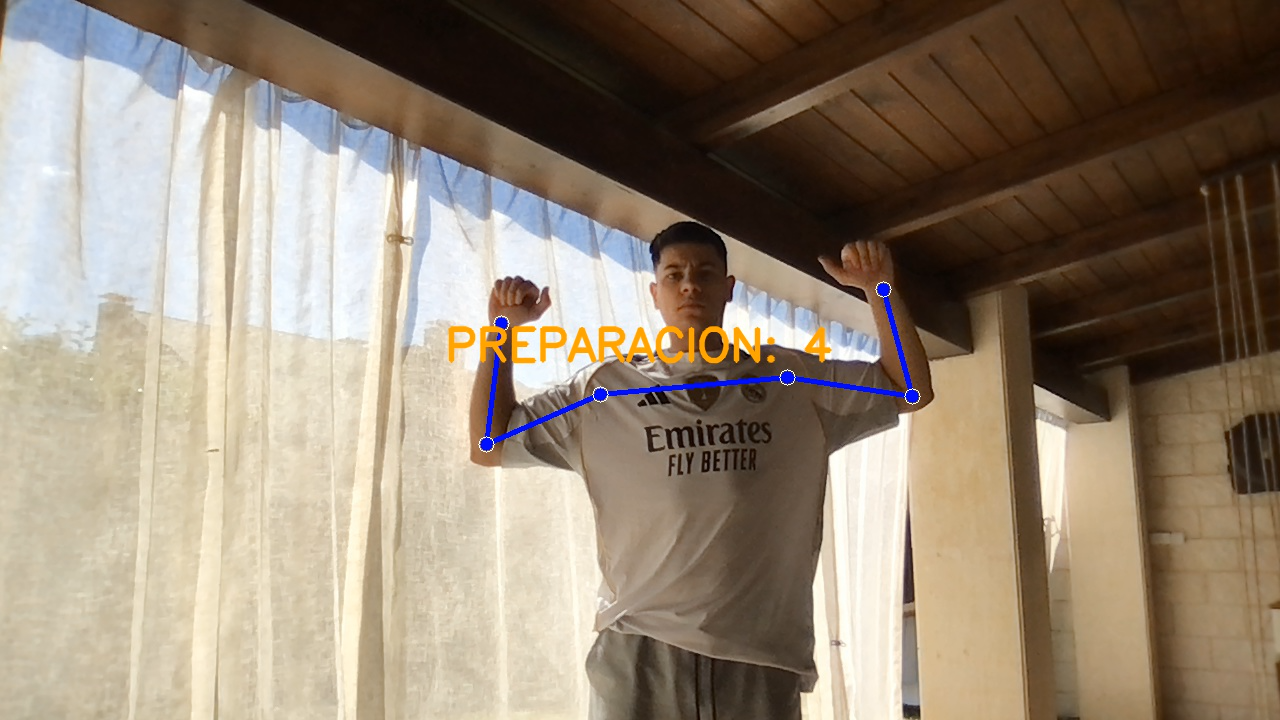 PREPARACION: 4
Emirates
FLY BETTER